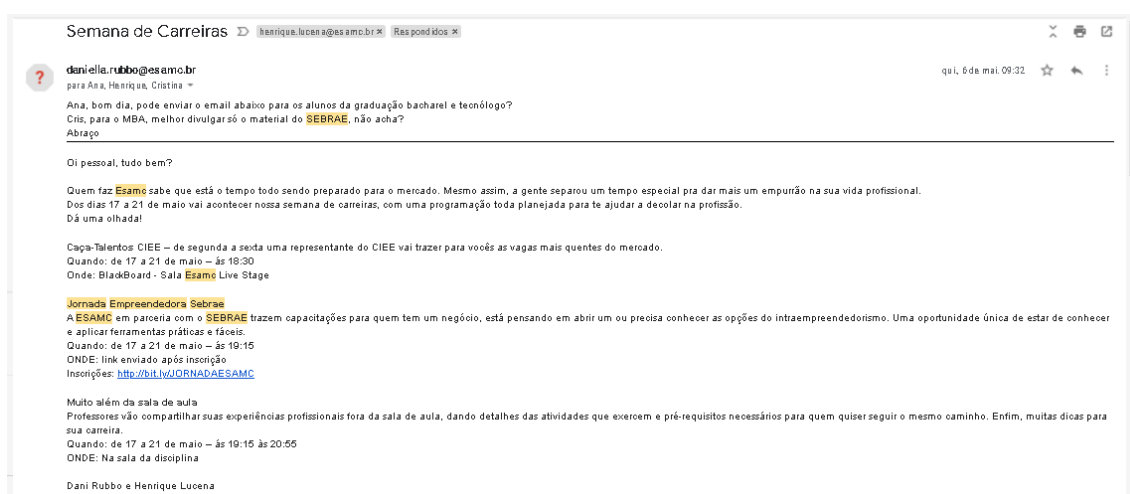 Semana de Carreiras henrique.lucena@esamc.br x Respondidos x
?
daniella.rubbo@esamc.br qui., 6 de mai. 09:32
para Ana, Henrique, Cristina
Ana, bom dia, pode enviar o email abaixo para os alunos da graduação bacharel e tecnólogo?
Cris, para o MBA, melhor divulgar só o material do SEBRAE, não acha?
Abraço
Oi pessoal, tudo bem?
Quem faz Esamc sabe que está o tempo todo sendo preparado para o mercado. Mesmo assim, a gente separou um tempo especial pra dar mais um empurrão na sua vida profissional.
Dos dias 17 a 21 de maio vai acontecer nossa semana de carreiras, com uma programação toda planejada para te ajudar a decolar na profissão.
Dá uma olhada!
Caça-Talentos CIEE – de segunda a sexta uma representante do CIEE vai trazer para vocês as vagas mais quentes do mercado.
Quando: de 17 a 21 de maio – ás 18:30
Onde: BlackBoard - Sala Esamc Live Stage
Jornada Empreendedora Sebrae
A ESAMC em parceria com o SEBRAE trazem capacitações para quem tem um negócio, está pensando em abrir um ou precisa conhecer as opções do intraempreendedorismo. Uma oportunidade única de estar de conhecer
e aplicar ferramentas práticas e fáceis.
Quando: de 17 a 21 de maio – ás 19:15
ONDE: link enviado após inscrição
Inscrições: http://bit.ly/JORNADAESAMC
Muito além da sala de aula
Professores vão compartilhar suas experiências profissionais fora da sala de aula, dando detalhes das atividades que exercem e pré-requisitos necessários para quem quiser seguir o mesmo caminho. Enfim, muitas dicas para
sua carreira.
Quando: de 17 a 21 de maio – ás 19:15 às 20:55
ONDE: Na sala da disciplina
Dani Rubbo e Henrique Lucena